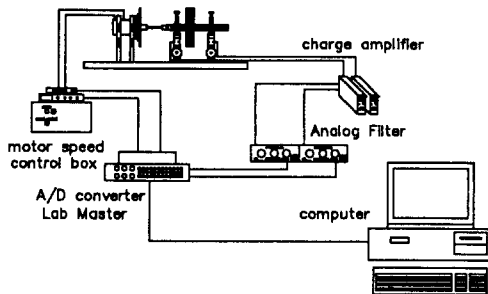 charge amplifier
Analog Filter
motor speed
control box
A/D converter
Lab Master
computer